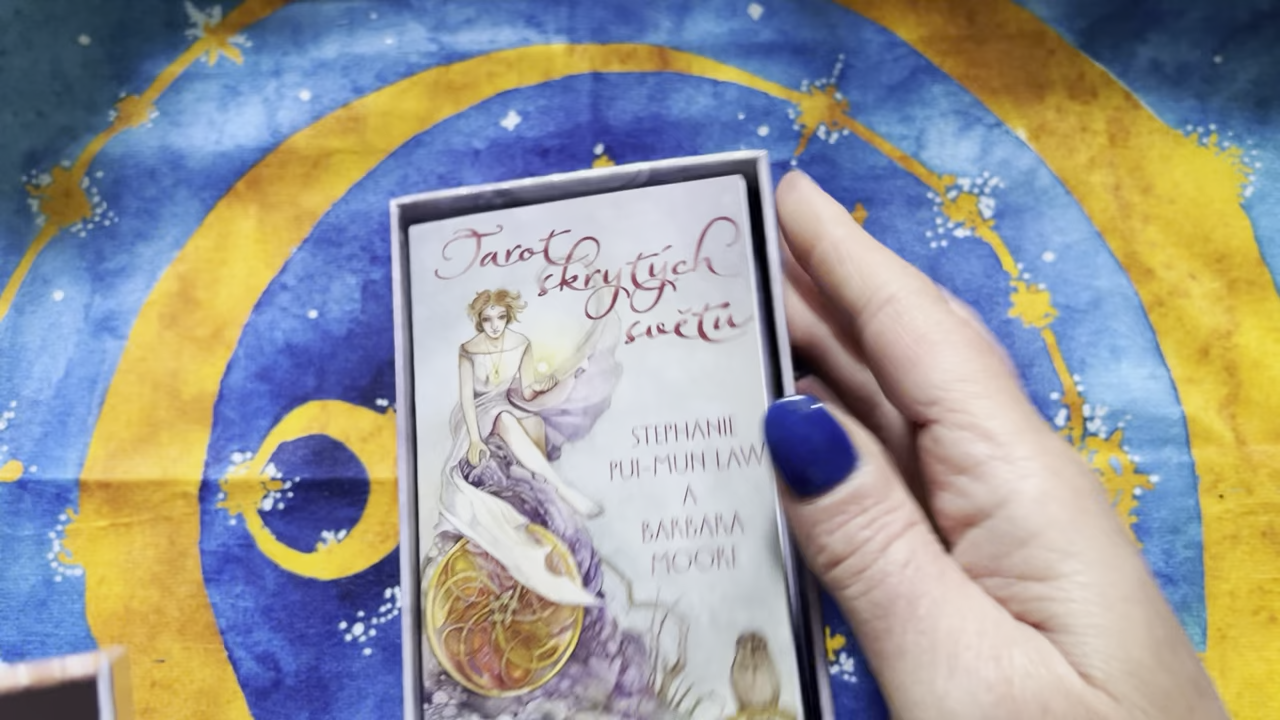 Tarot
skrytých
světů
STEPHANIE
PUI-MUN LAW
A
BARBARA
MOORE